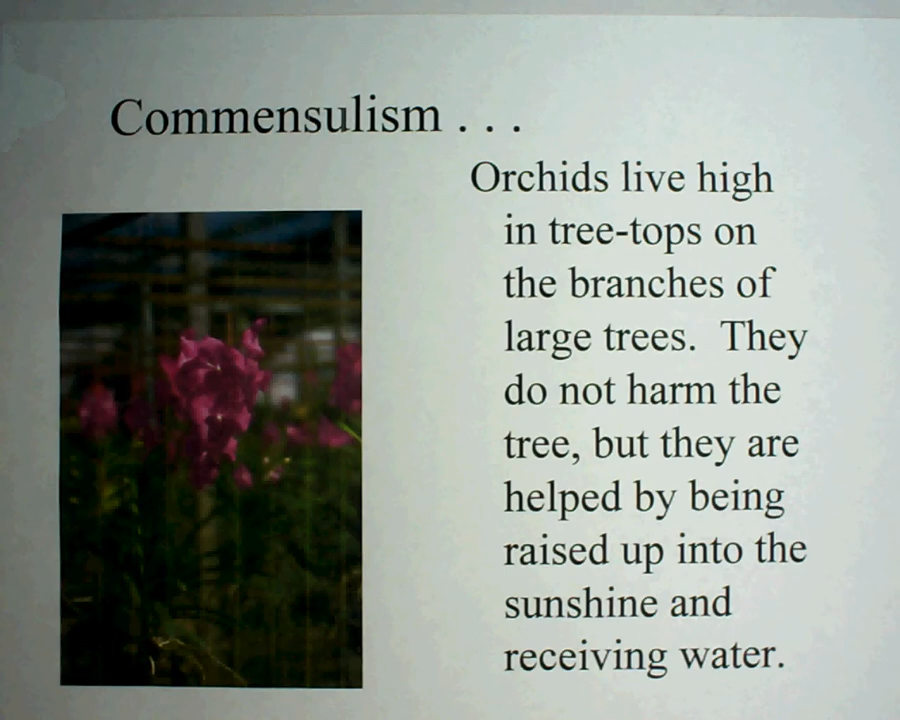 Commensulism . . .
Orchids live high
in tree-tops on
the branches of
large trees.  They
do not harm the
tree, but they are
helped by being
raised up into the
sunshine and
receiving water.